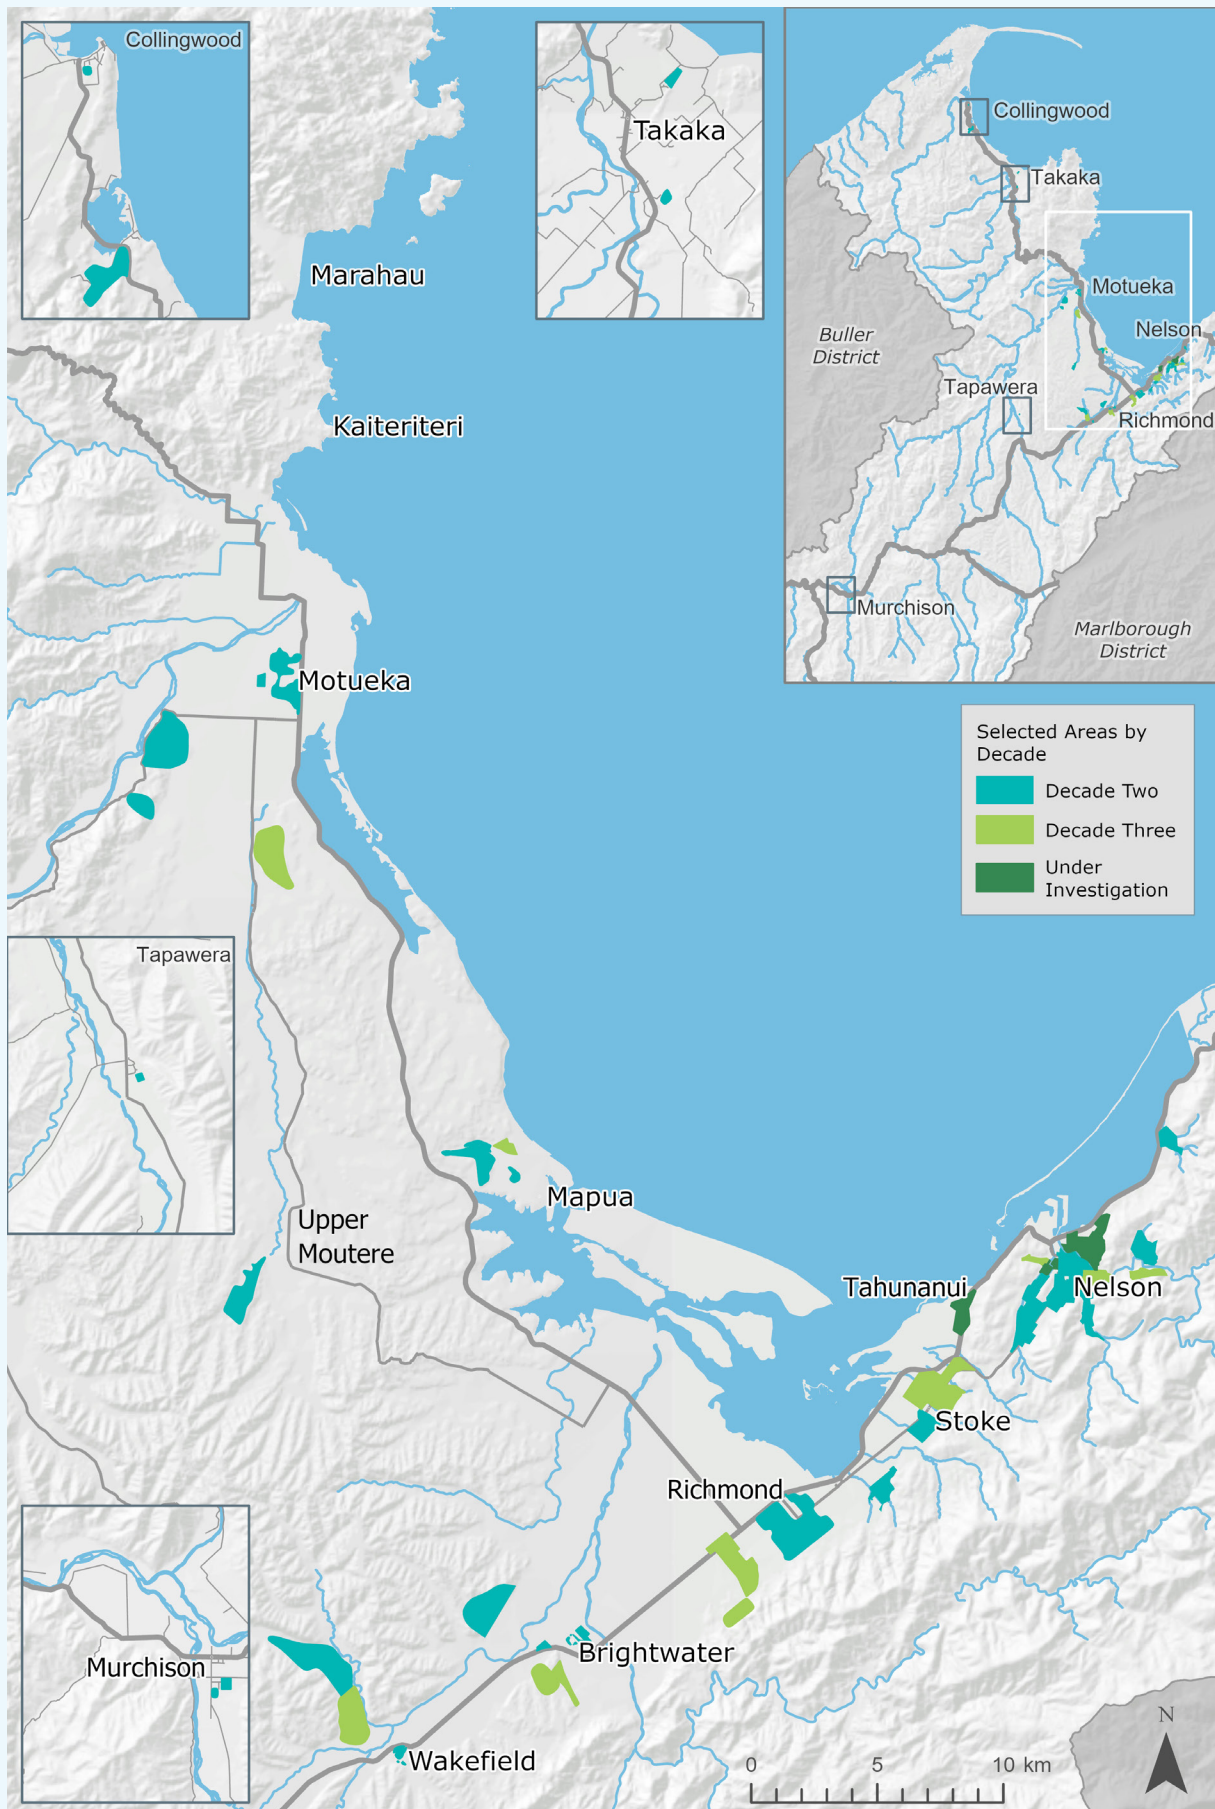 Collingwood
Takaka
Collingwood
Takaka
Marahau
Motueka
Nelson
Buller
District
Tapawera
Kaiteriteri
Richmond
Murchison
Marlborough
District
Motueka
Selected Areas by
Decade
Decade Two
Decade Three
Under
Investigation
Tapawera
Mapua
Upper
Moutere
Tahunanui
Nelson
Stoke
Richmond
Brightwater
Murchison
Wakefield
N
0 5 10 km